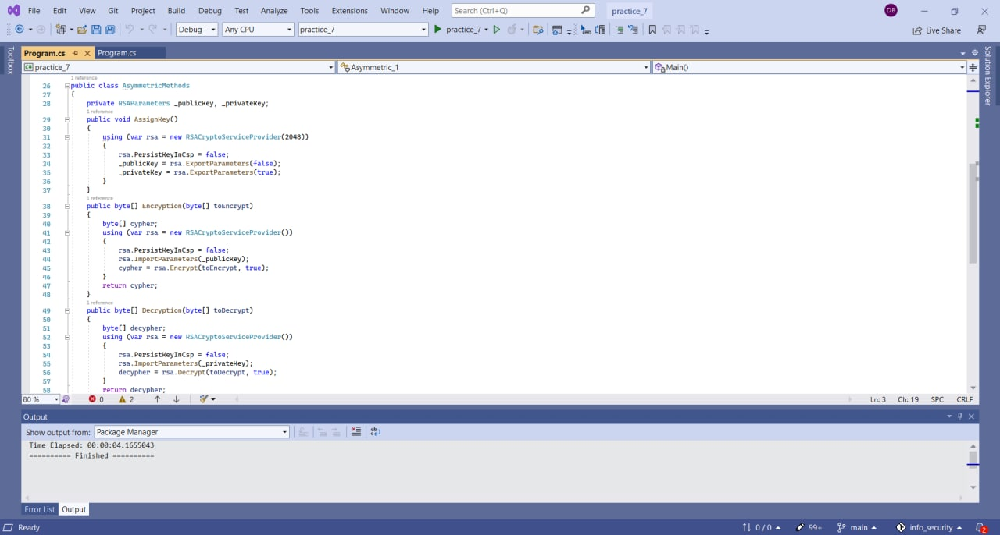 File Edit View Git Project Build Debug Test Analyze Tools Extensions Window Help Search (Ctrl+Q) practice_7 DB
Debug Any CPU practice_7 practice_7 Live Share
Toolbox
Program.cs Program.cs
practice_7 Asymmetric_1 Main()
Solution Explorer
1 reference
26 public class AsymmetricMethods
27 {
28 private RSAParameters _publicKey, _privateKey;
1 reference
29 public void AssignKey()
30 {
31 using (var rsa = new RSACryptoServiceProvider(2048))
32 {
33 rsa.PersistKeyInCsp = false;
34 _publicKey = rsa.ExportParameters(false);
35 _privateKey = rsa.ExportParameters(true);
36 }
37 }
1 reference
38 public byte[] Encryption(byte[] toEncrypt)
39 {
40 byte[] cypher;
41 using (var rsa = new RSACryptoServiceProvider())
42 {
43 rsa.PersistKeyInCsp = false;
44 rsa.ImportParameters(_publicKey);
45 cypher = rsa.Encrypt(toEncrypt, true);
46 }
47 return cypher;
48 }
1 reference
49 public byte[] Decryption(byte[] toDecrypt)
50 {
51 byte[] decypher;
52 using (var rsa = new RSACryptoServiceProvider())
53 {
54 rsa.PersistKeyInCsp = false;
55 rsa.ImportParameters(_privateKey);
56 decypher = rsa.Decrypt(toDecrypt, true);
57 }
58 return decypher;
80 % 0 2 Ln: 3 Ch: 19 SPC CRLF
Output
Show output from: Package Manager
Time Elapsed: 00:00:04.1655043
========== Finished ==========
Error List Output
Ready 0 / 0 99+ main info_security 2